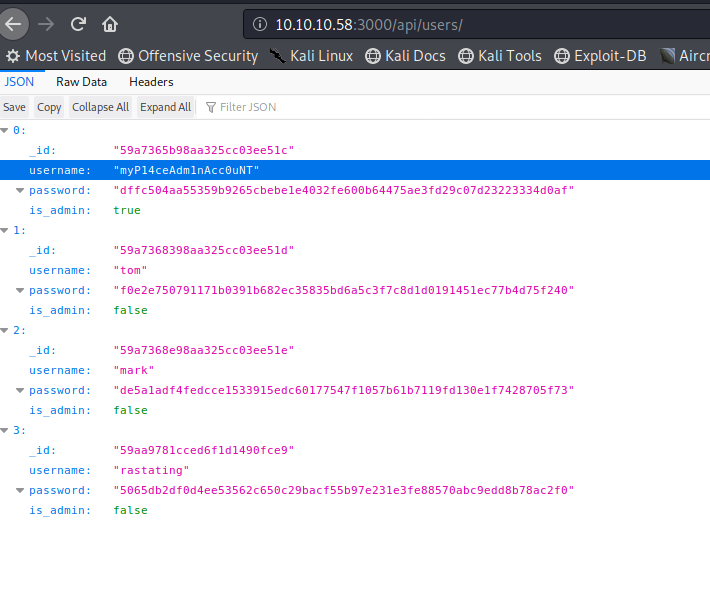 10.10.10.58:3000/api/users/
Most Visited Offensive Security Kali Linux Kali Docs Kali Tools Exploit-DB Aircr
JSON Raw Data Headers
Save Copy Collapse All Expand All Filter JSON
0:
_id: "59a7365b98aa325cc03ee51c"
username: "myP14ceAdm1nAcc0uNT"
password: "dffc504aa55359b9265cbebe1e4032fe600b64475ae3fd29c07d23223334d0af"
is_admin: true
1:
_id: "59a7368398aa325cc03ee51d"
username: "tom"
password: "f0e2e750791171b0391b682ec35835bd6a5c3f7c8d1d0191451ec77b4d75f240"
is_admin: false
2:
_id: "59a7368e98aa325cc03ee51e"
username: "mark"
password: "de5a1adf4fedcce1533915edc60177547f1057b61b7119fd130e1f7428705f73"
is_admin: false
3:
_id: "59aa9781cced6f1d1490fce9"
username: "rastating"
password: "5065db2df0d4ee53562c650c29bacf55b97e231e3fe88570abc9edd8b78ac2f0"
is_admin: false